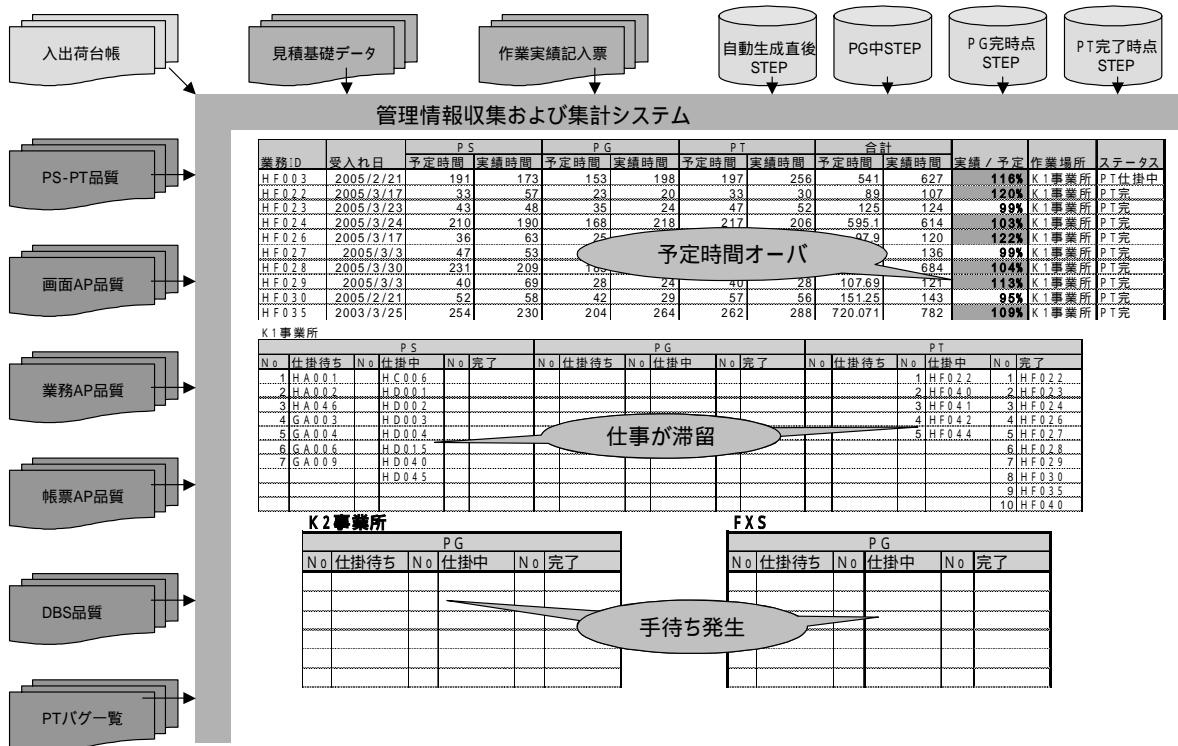 入出荷台帳
見積基礎データ
作業実績記入票
自動生成直後
STEP
PG中STEP
PG完時点
STEP
PT完了時点
STEP
管理情報収集および集計システム
PS-PT品質
画面AP品質
業務AP品質
帳票AP品質
DBS品質
PTバグ一覧
PS PG PT 合計
業務ID 受入れ日 予定時間 実績時間 予定時間 実績時間 予定時間 実績時間 予定時間 実績時間 実績/予定 作業場所 ステータス
HF003 2005/2/21 191 173 153 198 197 256 541 627 116% K1事業所 PT仕掛中
HF022 2005/3/17 33 57 23 20 33 30 89 107 120% K1事業所 PT完
HF023 2005/3/23 43 48 35 24 47 52 125 124 99% K1事業所 PT完
HF024 2005/3/24 210 190 168 218 217 206 595.1 614 103% K1事業所 PT完
HF026 2005/3/17 36 63 25 97.9 120 122% K1事業所 PT完
HF027 2005/3/3 47 53 136 99% K1事業所 PT完
HF028 2005/3/30 231 209 684 104% K1事業所 PT完
HF029 2005/3/3 40 69 28 24 40 28 107.69 121 113% K1事業所 PT完
HF030 2005/2/21 52 58 42 29 57 56 151.25 143 95% K1事業所 PT完
HF035 2003/3/25 254 230 204 264 262 288 720.071 782 109% K1事業所 PT完
予定時間オーバ
K1事業所
PS PG PT
No 仕掛待ち No 仕掛中 No 完了 No 仕掛待ち No 仕掛中 No 完了 No 仕掛待ち No 仕掛中 No 完了
1 HA001 HC006 1 HF022 1 HF022
2 HA002 HD001 2 HF040 2 HF023
3 HA046 HD002 3 HF041 3 HF024
4 GA003 HD003 4 HF042 4 HF026
5 GA004 HD004 5 HF044 5 HF027
6 GA006 HD015 6 HF028
7 GA009 HD040 7 HF029
HD045 8 HF030
9 HF035
10 HF040
仕事が滞留
K2事業所
PG
No 仕掛待ち No 仕掛中 No 完了
FXS
PG
No 仕掛待ち No 仕掛中 No 完了
手待ち発生